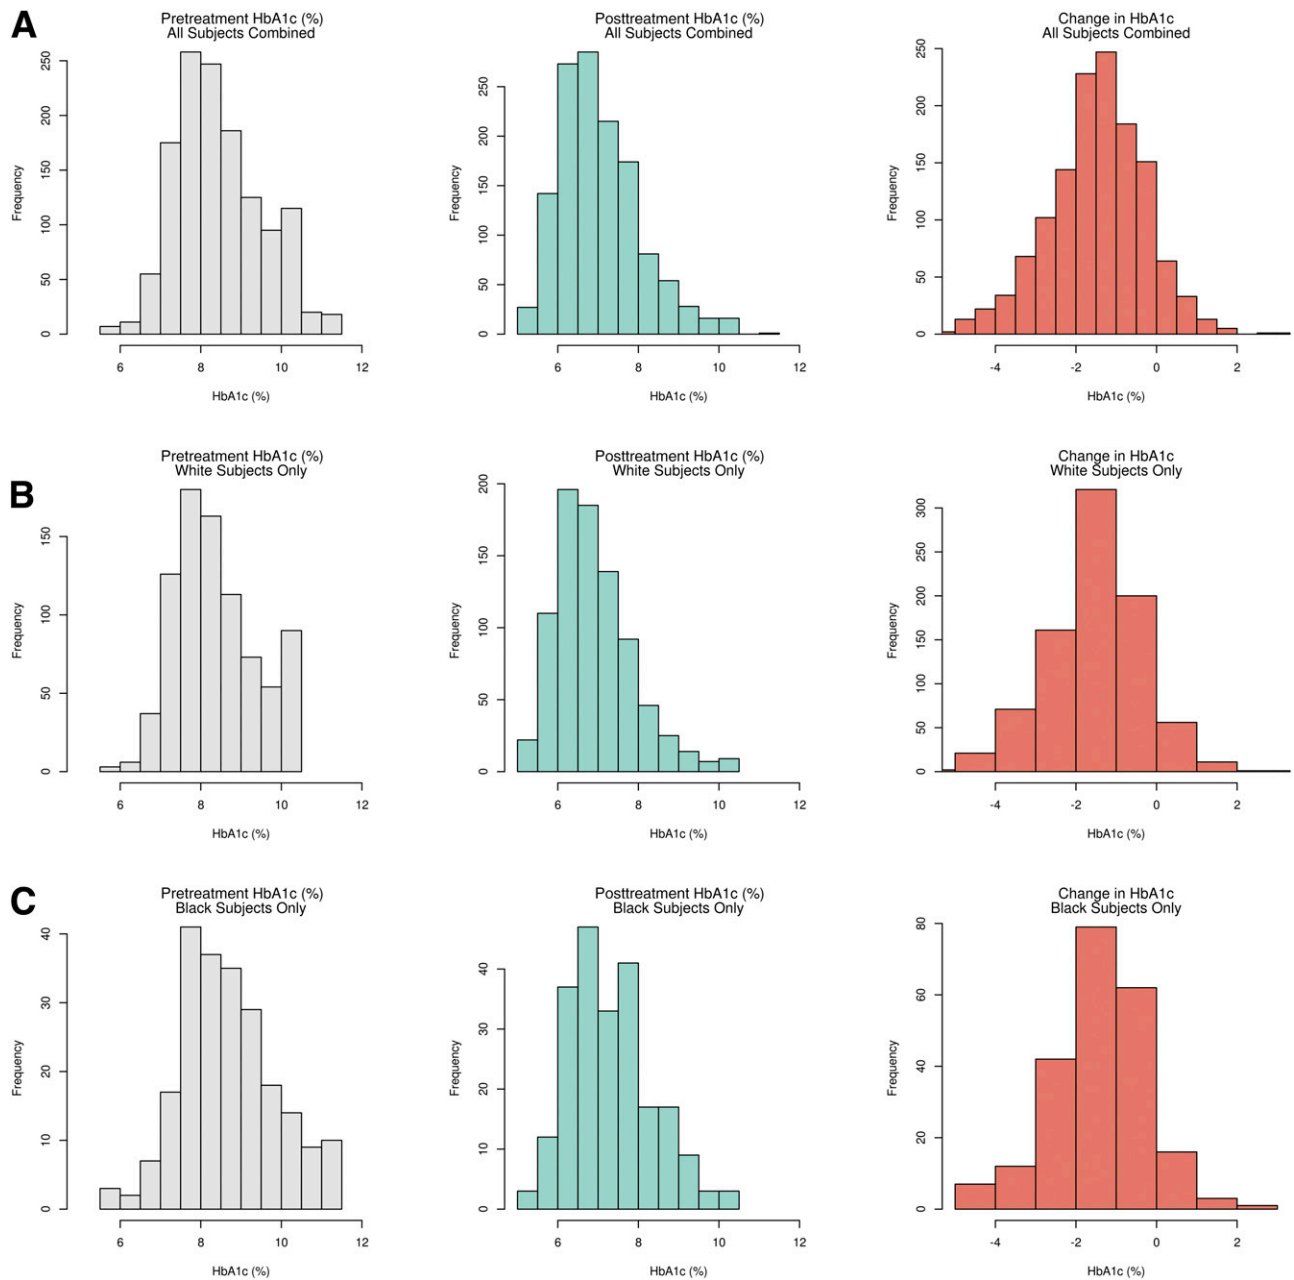 A
Pretreatment HbA1c (%)
All Subjects Combined
Frequency
0
50
100
150
200
250
6
8
10
12
HbA1c (%)
Posttreatment HbA1c (%)
All Subjects Combined
Frequency
0
50
100
150
200
250
6
8
10
12
HbA1c (%)
Change in HbA1c
All Subjects Combined
Frequency
0
50
100
150
200
250
-4
-2
0
2
HbA1c (%)
B
Pretreatment HbA1c (%)
White Subjects Only
Frequency
0
50
100
150
6
8
10
12
HbA1c (%)
Posttreatment HbA1c (%)
White Subjects Only
Frequency
0
50
100
150
200
6
8
10
12
HbA1c (%)
Change in HbA1c
White Subjects Only
Frequency
0
50
100
150
200
250
300
-4
-2
0
2
HbA1c (%)
C
Pretreatment HbA1c (%)
Black Subjects Only
Frequency
0
10
20
30
40
6
8
10
12
HbA1c (%)
Posttreatment HbA1c (%)
Black Subjects Only
Frequency
0
10
20
30
40
6
8
10
12
HbA1c (%)
Change in HbA1c
Black Subjects Only
Frequency
0
20
40
60
80
-4
-2
0
2
HbA1c (%)